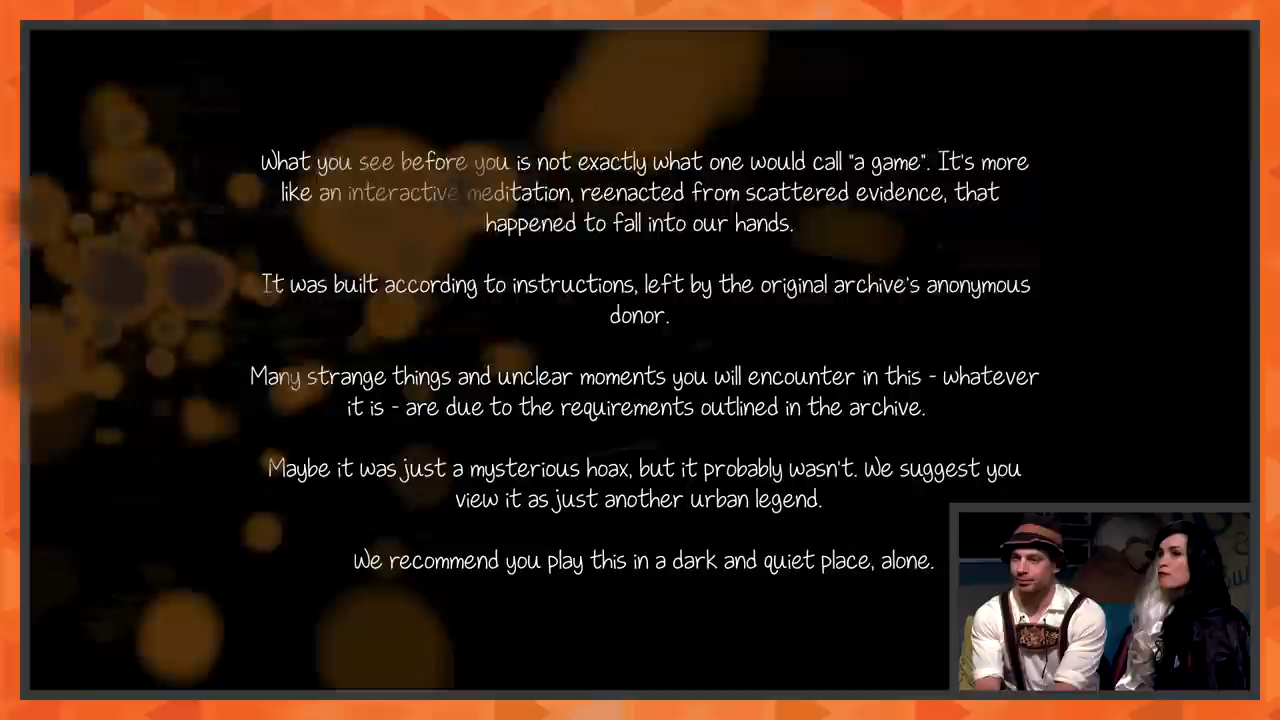 What you see before you is not exactly what one would call "a game". It's more
like an interactive meditation, reenacted from scattered evidence, that
happened to fall into our hands.
It was built according to instructions, left by the original archive's anonymous
donor.
Many strange things and unclear moments you will encounter in this - whatever
it is - are due to the requirements outlined in the archive.
Maybe it was just a mysterious hoax, but it probably wasn't. We suggest you
view it as just another urban legend.
We recommend you play this in a dark and quiet place, alone.